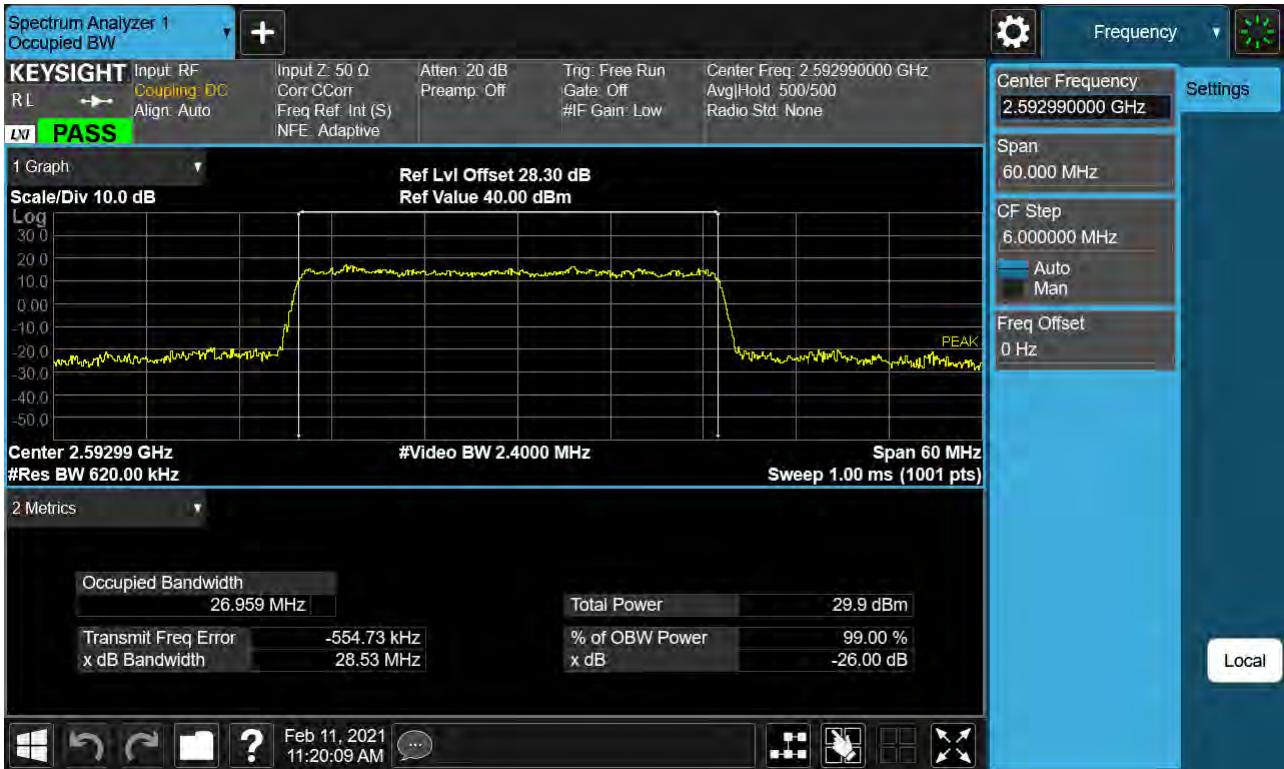 Spectrum Analyzer 1
Occupied BW
Frequency
KEYSIGHT
R L
LXI
PASS
Input: RF
Coupling: DC
Align: Auto
Input Z: 50 Ω
Corr CCorr
Freq Ref: Int (S)
NFE: Adaptive
Atten: 20 dB
Preamp: Off
Trig: Free Run
Gate: Off
#IF Gain: Low
Center Freq: 2.592990000 GHz
Avg|Hold: 500/500
Radio Std: None
Center Frequency
2.592990000 GHz
Settings
Span
60.000 MHz
CF Step
6.000000 MHz
Auto
Man
Freq Offset
0 Hz
Local
1 Graph
Scale/Div 10.0 dB
Ref Lvl Offset 28.30 dB
Ref Value 40.00 dBm
Log
30.0
20.0
10.0
0.00
-10.0
-20.0
-30.0
-40.0
-50.0
PEAK
Center 2.59299 GHz
#Res BW 620.00 kHz
#Video BW 2.4000 MHz
Span 60 MHz
Sweep 1.00 ms (1001 pts)
2 Metrics
Occupied Bandwidth
26.959 MHz
Transmit Freq Error -554.73 kHz
x dB Bandwidth 28.53 MHz
Total Power 29.9 dBm
% of OBW Power 99.00 %
x dB -26.00 dB
Feb 11, 2021
11:20:09 AM